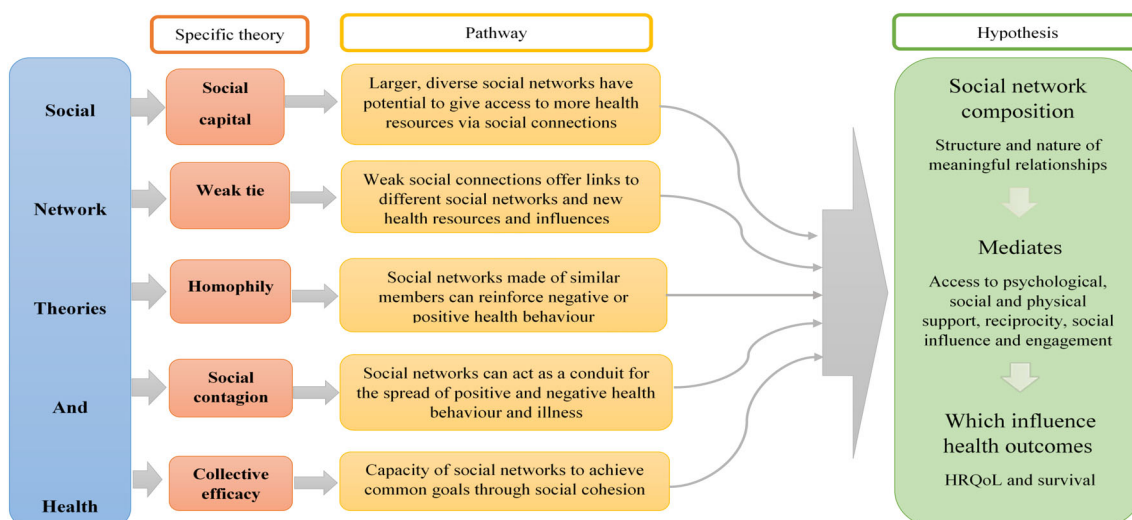 Specific theory
Pathway
Hypothesis
Social
Network
Theories
And
Health
Social
capital
Larger, diverse social networks have
potential to give access to more health
resources via social connections
Weak tie
Weak social connections offer links to
different social networks and new
health resources and influences
Homophily
Social networks made of similar
members can reinforce negative or
positive health behaviour
Social
contagion
Social networks can act as a conduit for
the spread of positive and negative health
behaviour and illness
Collective
efficacy
Capacity of social networks to achieve
common goals through social cohesion
Social network
composition
Structure and nature of
meaningful relationships
Mediates
Access to psychological,
social and physical
support, reciprocity, social
influence and engagement
Which influence
health outcomes
HRQoL and survival